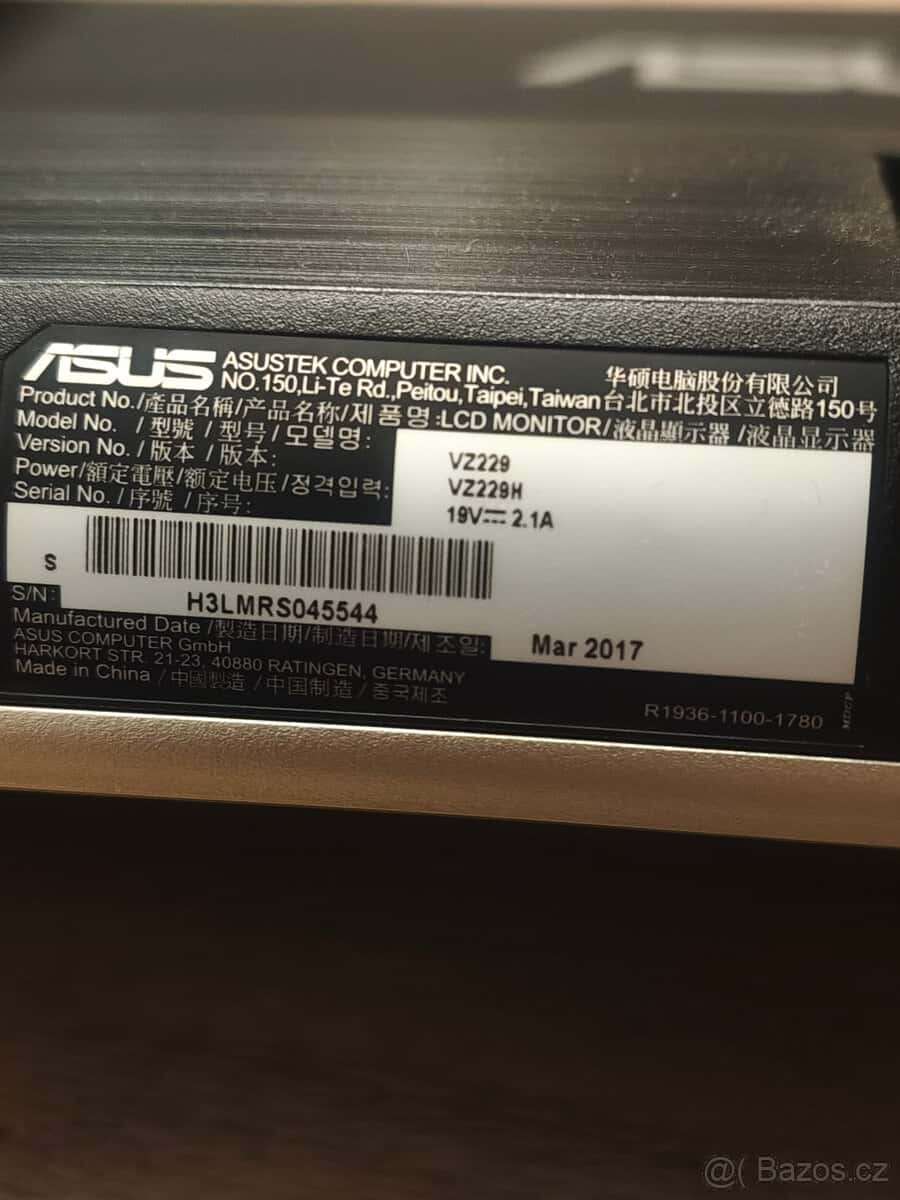 ASUS ASUSTEK COMPUTER INC. 华硕电脑股份有限公司
NO.150,Li-Te Rd.,Peitou,Taipei,Taiwan 台北市北投区立德路150号
Product No./產品名稱/产品名称/제품명:LCD MONITOR/液晶顯示器/液晶显示器
Model No. /型號/型号/모델명: VZ229
Version No./版本/版本: VZ229H
Power/額定電壓/额定电压/정격입력: 19V⎓ 2.1A
Serial No./序號/序号:
S
S/N: H3LMRS045544
Manufactured Date/製造日期/制造日期/제조일: Mar 2017
ASUS COMPUTER GmbH
HARKORT STR. 21-23, 40880 RATINGEN, GERMANY
Made in China /中國製造 /中国制造 /중국제조
R1936-1100-1780
@( Bazos.cz